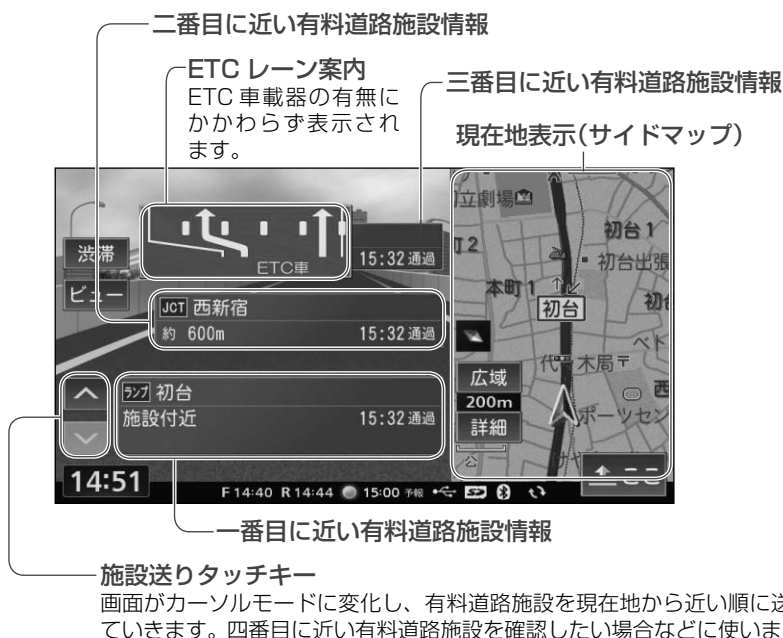 二番目に近い有料道路施設情報
ETC レーン案内
ETC 車載器の有無に
かかわらず表示され
ます。
三番目に近い有料道路施設情報
現在地表示(サイドマップ)
渋滞
ビュー
ETC車
15:32 通過
JCT 西新宿
約 600m 15:32 通過
ランプ 初台
施設付近 15:32 通過
14:51
F 14:40 R 14:44 15:00 予報
立劇場
初台 1
初台出張
本町 1
初台
木局〒
広域
200m
詳細
ポーツセン
ここ
一番目に近い有料道路施設情報
施設送りタッチキー
画面がカーソルモードに変化し、有料道路施設を現在地から近い順に送
ていきます。四番目に近い有料道路施設を確認したい場合などに使いま